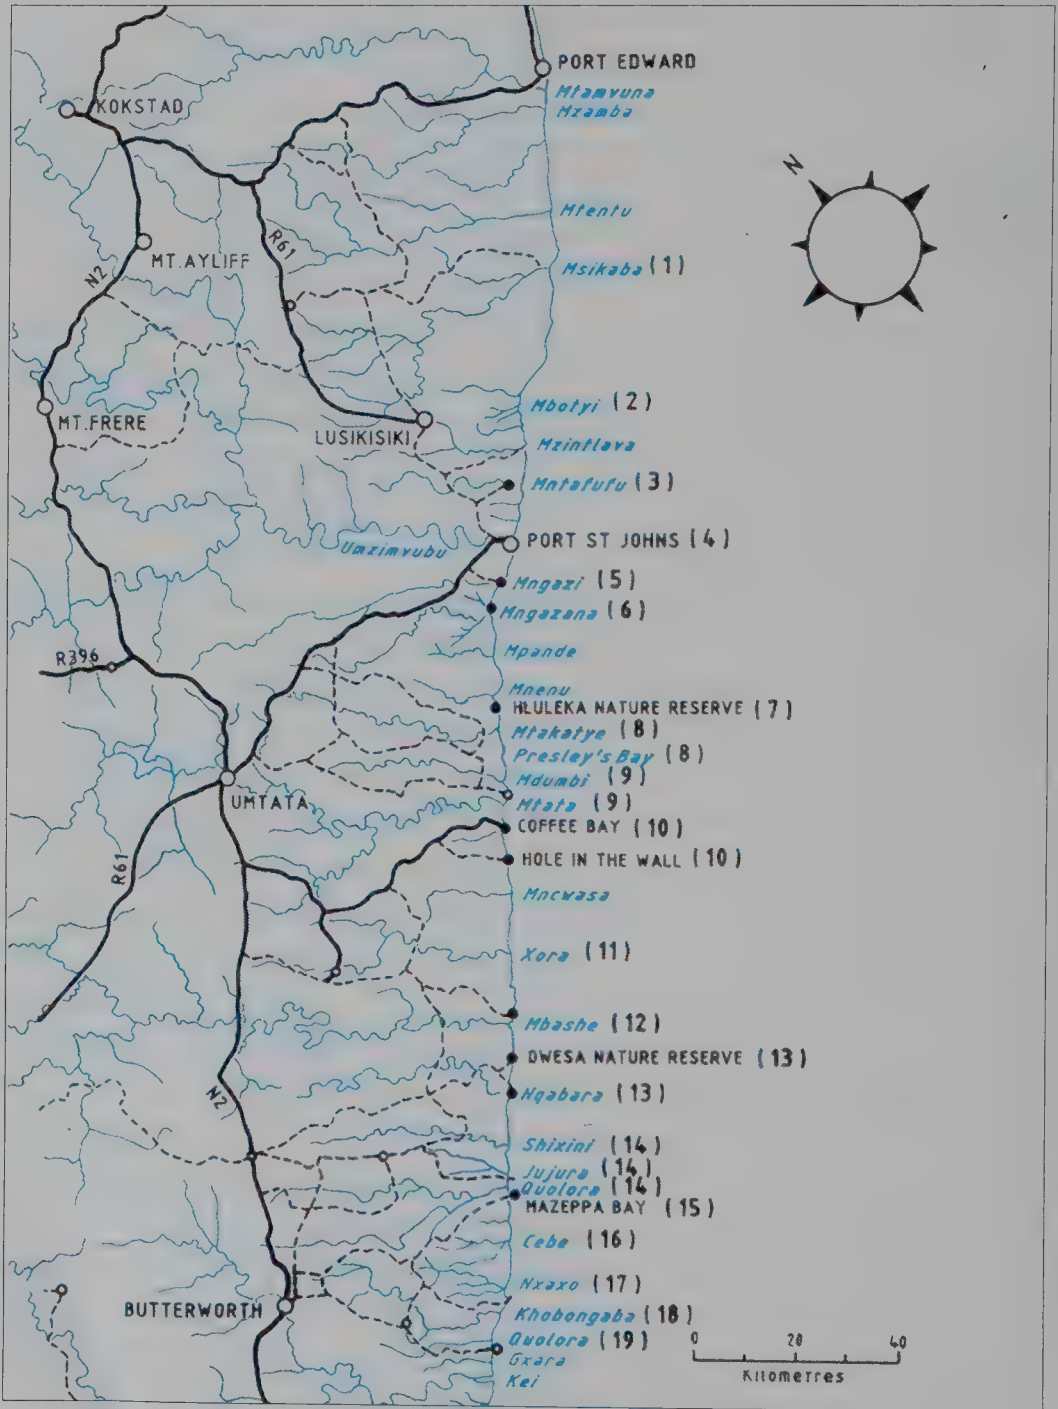 PORT EDWARD
Mtamvuna
KOKSTAD
Mzamba
N
Mtentu
R61
MT. AYLIFF
Msikaba (1)
N2
Mbotyi (2)
MT. FRERE
LUSIKISIKI
Mzintlava
Mntafufu (3)
Umzimvubu
PORT ST JOHNS (4)
Mngazi (5)
Mngazana (6)
Mpande
R396
Mnenu
HLULEKA NATURE RESERVE (7)
Mtakatye (8)
Presley's Bay (8)
Mdumbi (9)
UMTATA
Mtata (9)
COFFEE BAY (10)
HOLE IN THE WALL (10)
R61
Mncwasa
Xora (11)
Mbashe (12)
DWESA NATURE RESERVE (13)
N2
Nqabara (13)
Shixini (14)
Jujura (14)
Quolora (14)
MAZEPPA BAY (15)
Cebe (16)
Nxaxo (17)
BUTTERWORTH
Khobongaba (18)
Quolora (19)
0 20 40
Gxara
Kilometres
Kei